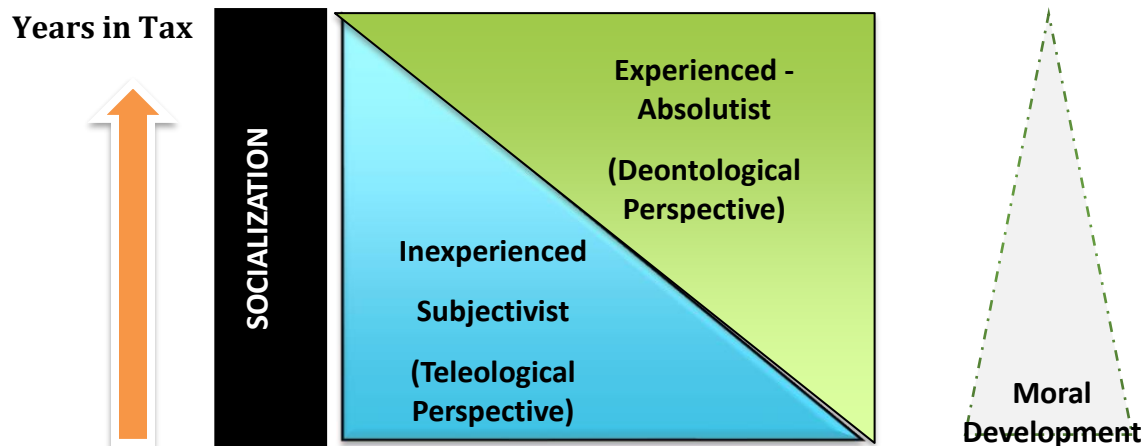 Years in Tax
SOCIALIZATION
Experienced -
Absolutist
(Deontological
Perspective)
Inexperienced
Subjectivist
(Teleological
Perspective)
Moral
Development